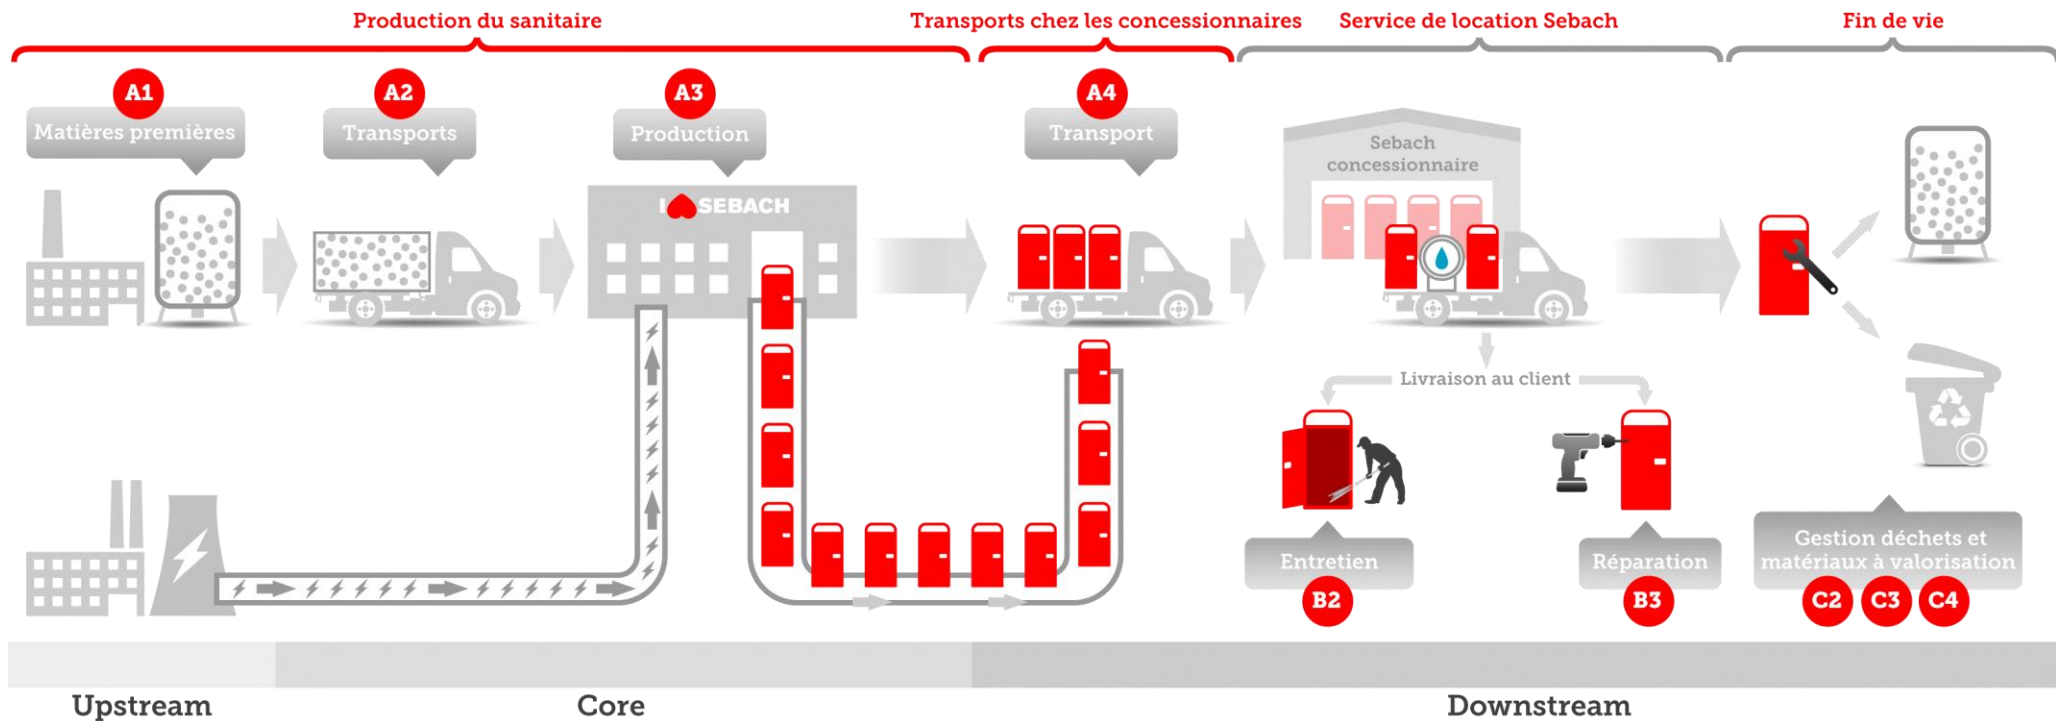 Production du sanitaire
Transports chez les concessionnaires
Service de location Sebach
Fin de vie
A1
Matières premières
A2
Transports
A3
Production
A4
Transport
I SEBACH
Sebach
concessionnaire
Livraison au client
Entretien
B2
Réparation
B3
Gestion déchets et
matériaux à valorisation
C2 C3 C4
Upstream
Core
Downstream